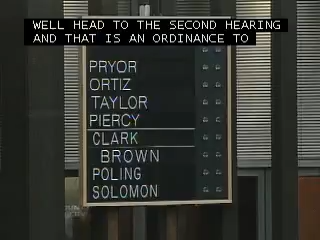 WELL HEAD TO THE SECOND HEARING
AND THAT IS AN ORDINANCE TO
PRYOR
ORTIZ
TAYLOR
PIERCY
CLARK
BROWN
POLING
SOLOMON